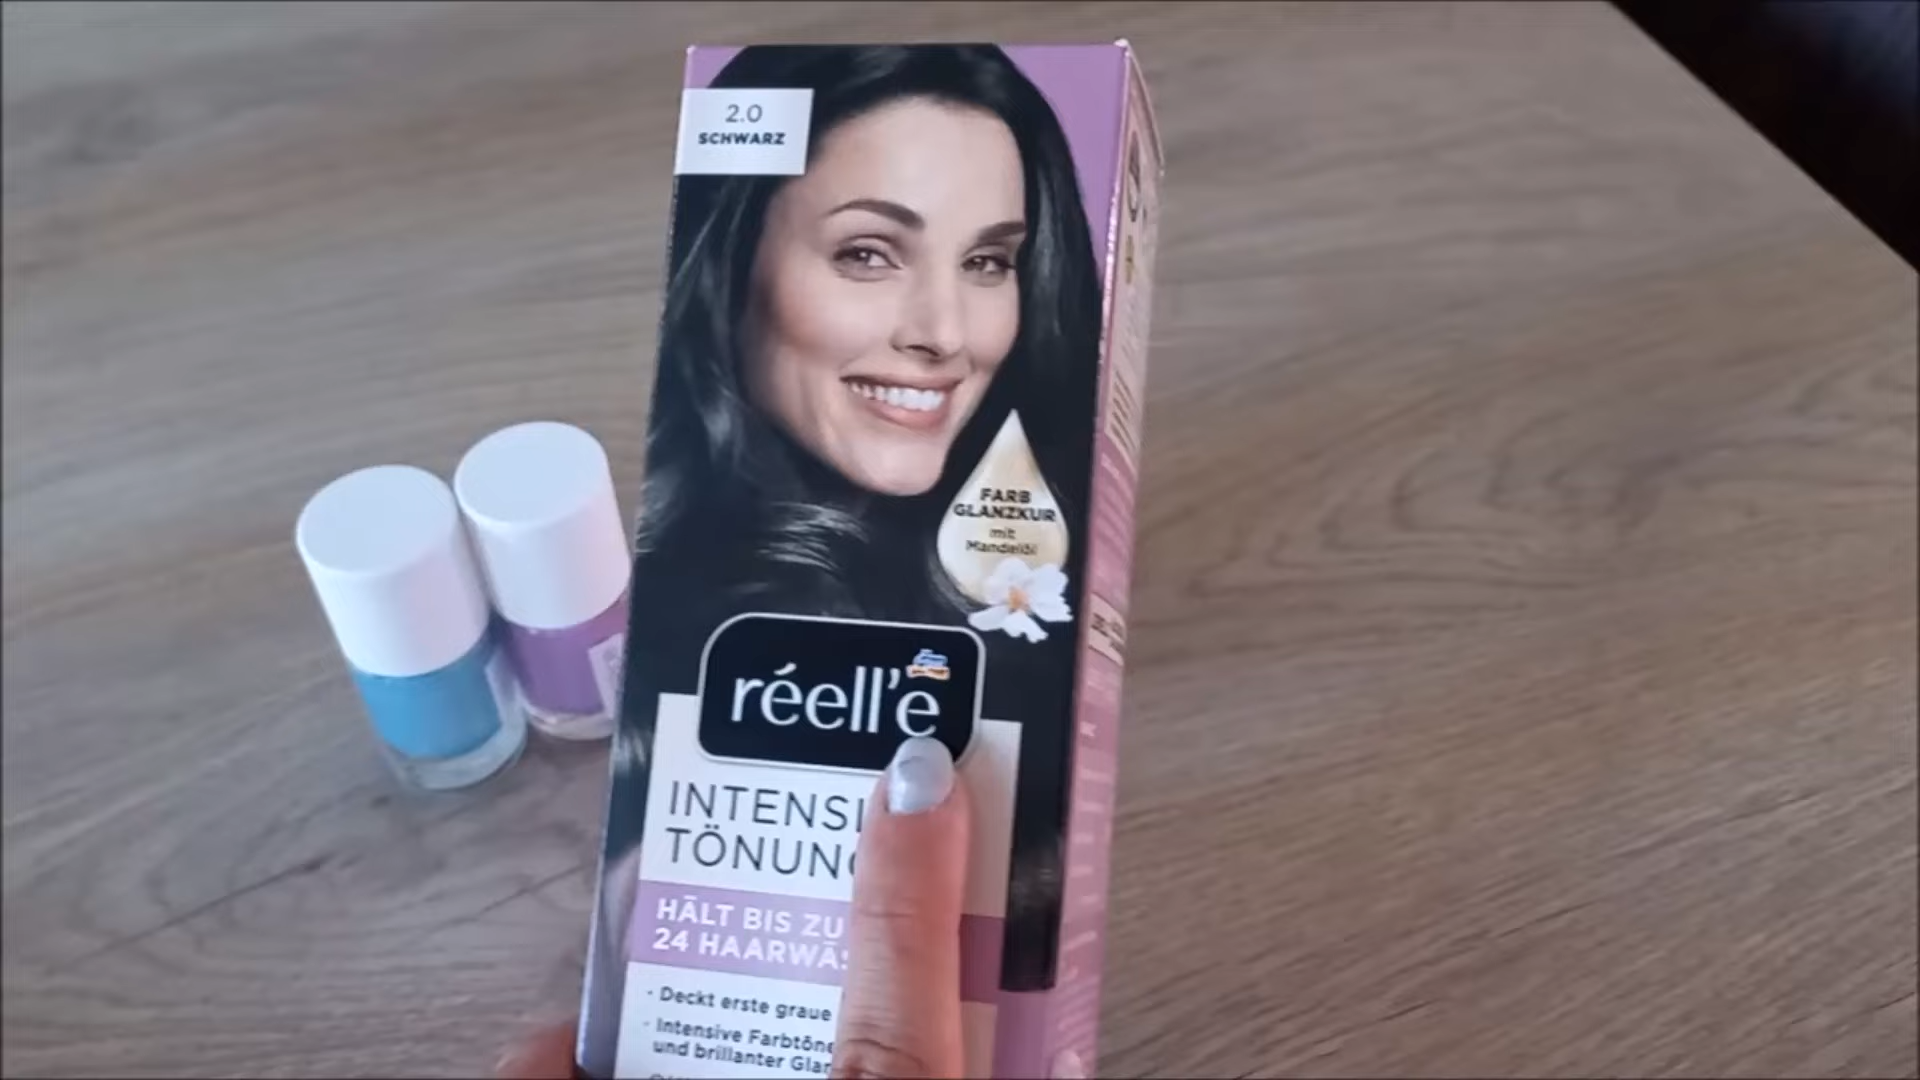 2.0
SCHWARZ
FARB
GLANZKUR
mit
Mandelöl
réell'e
INTENSI
TÖNUN
HÄLT BIS ZU
24 HAARWÄS
· Deckt erste graue
· Intensive Farbtöne
und brillanter Glan